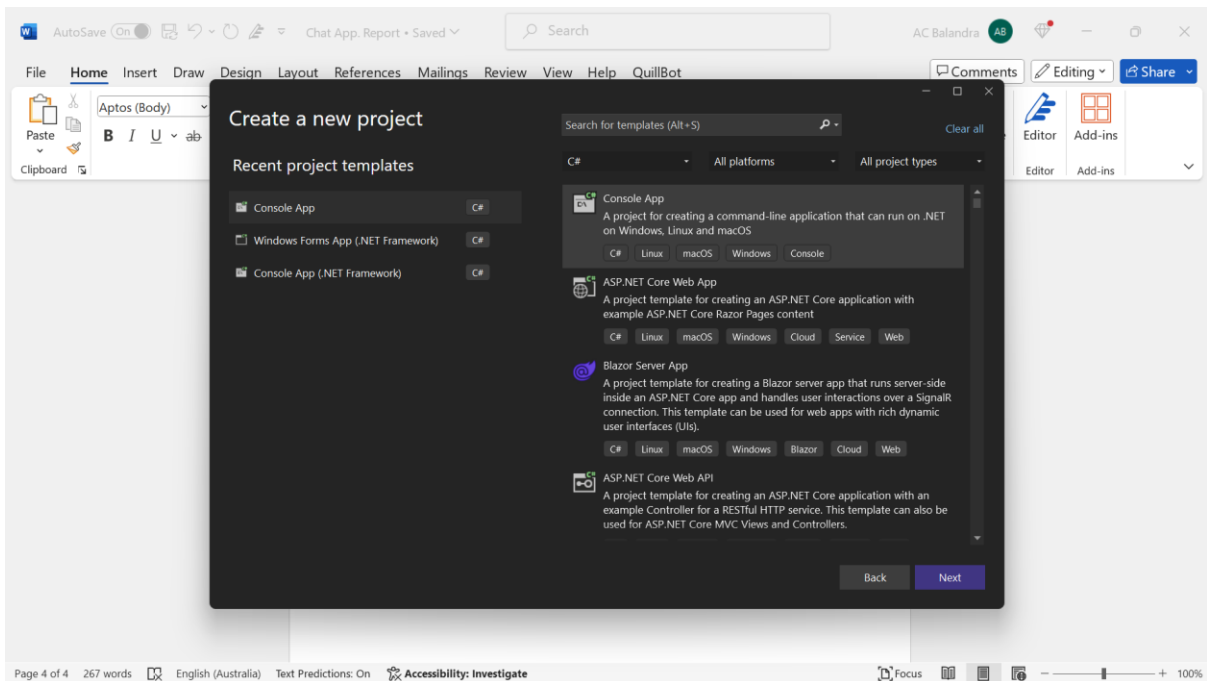 AutoSave On Chat App. Report • Saved Search AC Balandra AB
File Home Insert Draw Design Layout References Mailings Review View Help QuillBot Comments Editing Share
Aptos (Body)
Paste B I U ab Editor Add-ins
Clipboard Editor Add-ins
Create a new project
Search for templates (Alt+S) Clear all
Recent project templates
C# All platforms All project types
Console App C#
Windows Forms App (.NET Framework) C#
Console App (.NET Framework) C#
Console App
A project for creating a command-line application that can run on .NET
on Windows, Linux and macOS
C# Linux macOS Windows Console
ASP.NET Core Web App
A project template for creating an ASP.NET Core application with
example ASP.NET Core Razor Pages content
C# Linux macOS Windows Cloud Service Web
Blazor Server App
A project template for creating a Blazor server app that runs server-side
inside an ASP.NET Core app and handles user interactions over a SignalR
connection. This template can be used for web apps with rich dynamic
user interfaces (UIs).
C# Linux macOS Windows Blazor Cloud Web
ASP.NET Core Web API
A project template for creating an ASP.NET Core application with an
example Controller for a RESTful HTTP service. This template can also be
used for ASP.NET Core MVC Views and Controllers.
Back Next
Page 4 of 4 267 words English (Australia) Text Predictions: On Accessibility: Investigate Focus 100%